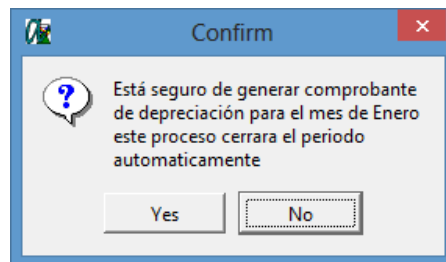 Confirm
Está seguro de generar comprobante
de depreciación para el mes de Enero
este proceso cerrara el periodo
automaticamente
Yes
No